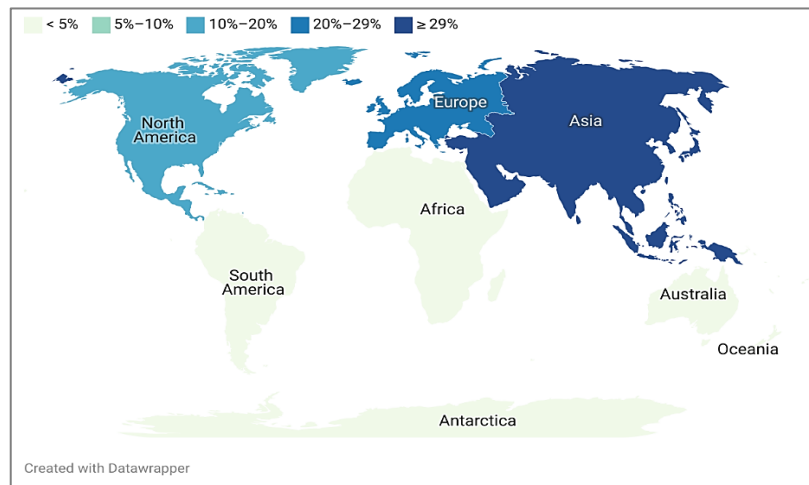 < 5% 5%–10% 10%–20% 20%–29% ≥ 29%
North
America
Europe
Asia
Africa
South
America
Australia
Oceania
Antarctica
Created with Datawrapper